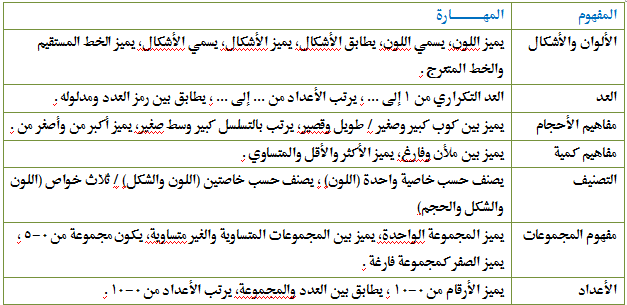 المفهوم المهــــــارة
الألوان والأشكال يميز اللون، يسمي اللون، يطابق الأشكال، يميز الأشكال، يسمي الأشكال، يميز الخط المستقيم
والخط المتعرج .
العد العد التكراري من ١ إلى ... ، يرتب الأعداد من ... إلى ... ، يطابق بين رمز العدد ومدلوله .
مفاهيم الأحجام يميز بين كوب كبير وصغير / طويل وقصير، يرتب بالتسلسل كبير وسط صغير، يميز أكبر من وأصغر من .
مفاهيم كمية يميز بين ملأن وفارغ، يميز الأكثر والأقل والمتساوي .
التصنيف يصنف حسب خاصية واحدة (اللون) ، يصنف حسب خاصتين (اللون والشكل) / ثلاث خواص (اللون
والشكل والحجم)
مفهوم المجموعات يميز المجموعة الواحدة، يميز بين المجموعات المتساوية والغير متساوية، يكون مجموعة من ٠-٥ ،
يميز الصفر كمجموعة فارغة .
الأعداد يميز الأرقام من ٠-١٠ ، يطابق بين العدد والمجموعة، يرتب الأعداد من ٠-١٠ .